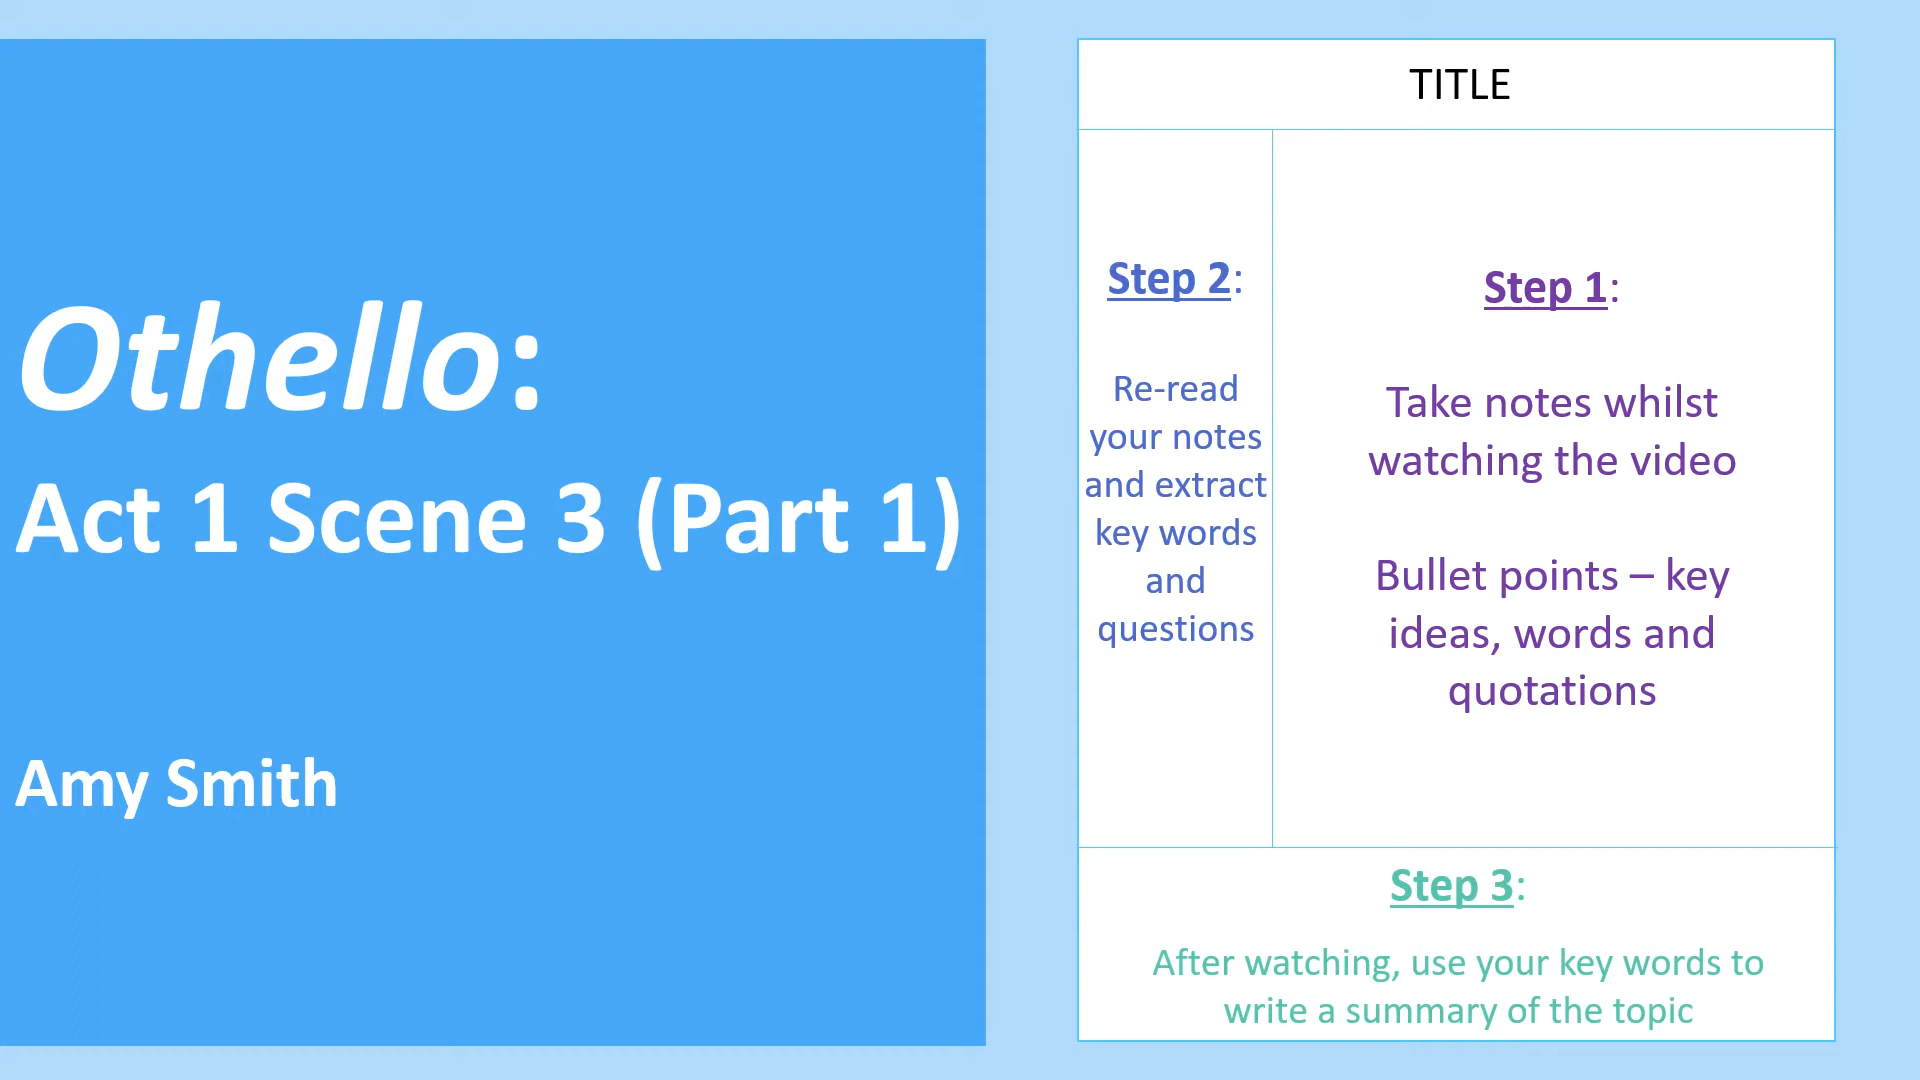 Othello:
Act 1 Scene 3 (Part 1)
Amy Smith
TITLE
Step 2:
Re-read
your notes
and extract
key words
and
questions
Step 1:
Take notes whilst
watching the video
Bullet points – key
ideas, words and
quotations
Step 3:
After watching, use your key words to
write a summary of the topic